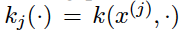 k_j(·) = k(x^{(j)}, ·)